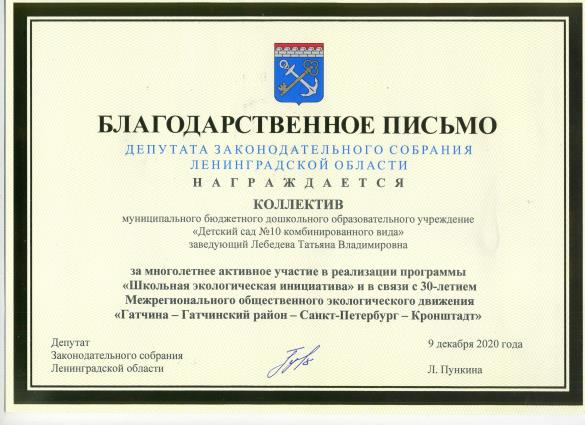 БЛАГОДАРСТВЕННОЕ ПИСЬМО
ДЕПУТАТА ЗАКОНОДАТЕЛЬНОГО СОБРАНИЯ
ЛЕНИНГРАДСКОЙ ОБЛАСТИ
НАГРАЖДАЕТСЯ
КОЛЛЕКТИВ
муниципального бюджетного дошкольного образовательного учреждение
«Детский сад №10 комбинированного вида»
заведующий Лебедева Татьяна Владимировна
за многолетнее активное участие в реализации программы
«Школьная экологическая инициатива» и в связи с 30-летием
Межрегионального общественного экологического движения
«Гатчина – Гатчинский район – Санкт-Петербург – Кронштадт»
Депутат
Законодательного собрания
Ленинградской области
9 декабря 2020 года
Л. Пункина